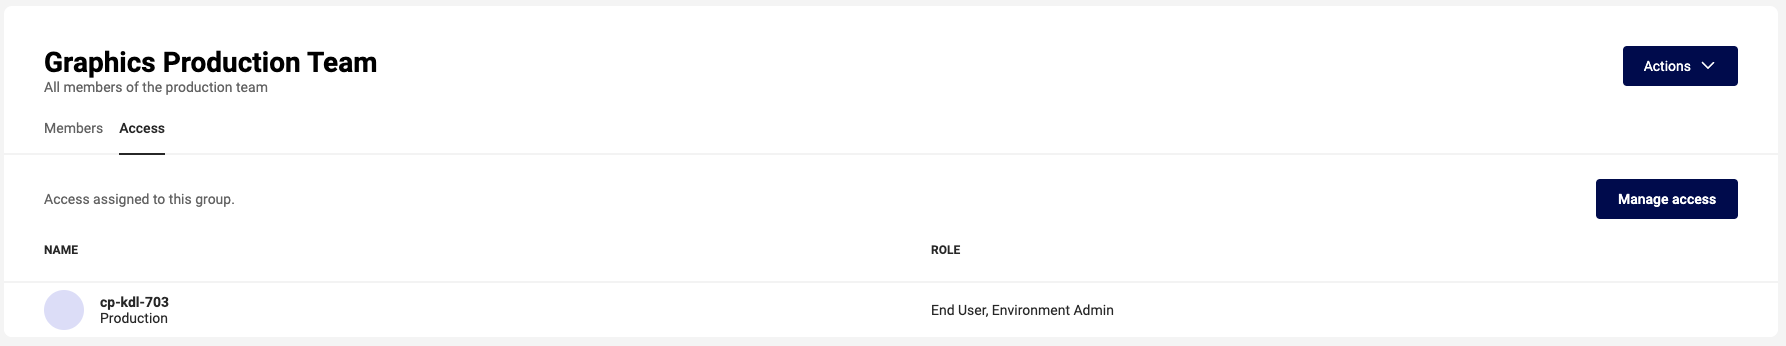 Graphics Production Team
All members of the production team
Actions
Members Access
Access assigned to this group.
Manage access
NAME ROLE
cp-kdl-703
Production
End User, Environment Admin